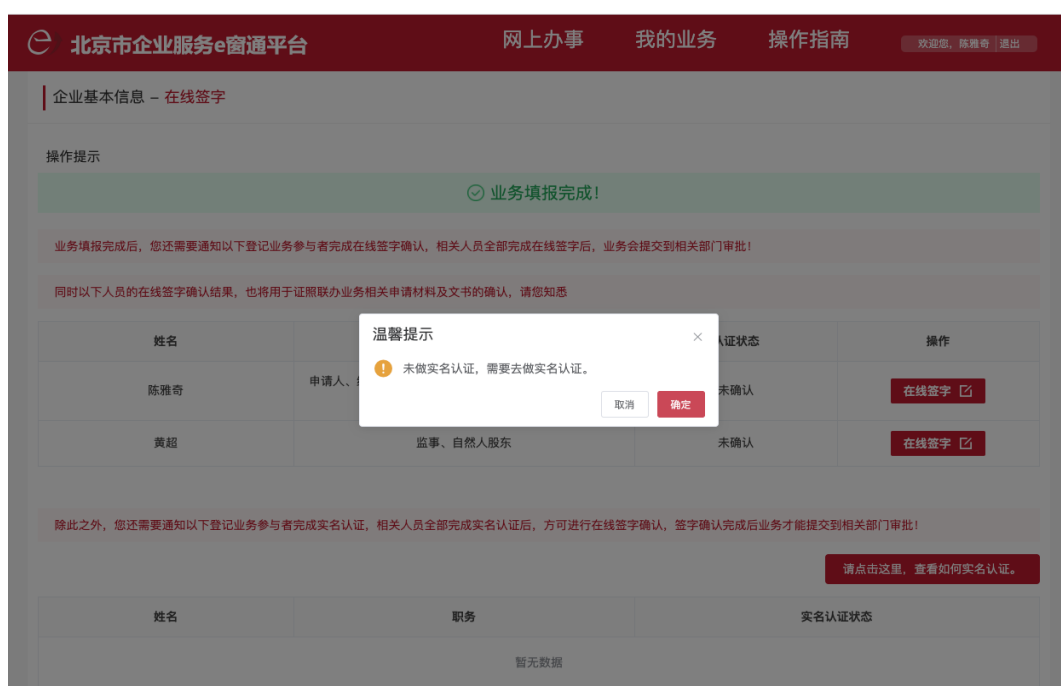 北京市企业服务e窗通平台
网上办事 我的业务 操作指南 欢迎您，陈雅奇 退出
企业基本信息 – 在线签字
操作提示
业务填报完成！
业务填报完成后，您还需要通知以下登记业务参与者完成在线签字确认，相关人员全部完成在线签字后，业务会提交到相关部门审批！
同时以下人员的在线签字确认结果，也将用于证照联办业务相关申请材料及文书的确认，请您知悉
温馨提示
未做实名认证，需要去做实名认证。
取消 确定
姓名 认证状态 操作
陈雅奇 申请人、 未确认 在线签字
黄超 监事、自然人股东 未确认 在线签字
除此之外，您还需要通知以下登记业务参与者完成实名认证，相关人员全部完成实名认证后，方可进行在线签字确认，签字确认完成后业务才能提交到相关部门审批！
请点击这里，查看如何实名认证。
姓名 职务 实名认证状态
暂无数据